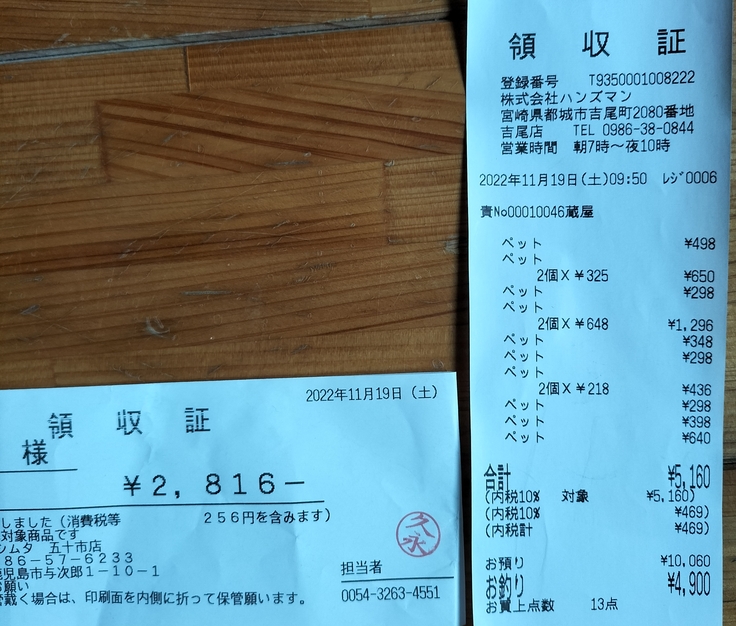 領 収 証
登録番号 T9350001008222
株式会社ハンズマン
宮崎県都城市吉尾町2080番地
吉尾店 TEL 0986-38-0844
営業時間 朝7時～夜10時
2022年11月19日(土)09:50 ﾚｼﾞ0006
責No00010046蔵屋
ペット ¥498
ペット
2個X¥325 ¥650
ペット ¥298
ペット
2個X¥648 ¥1,296
ペット ¥348
ペット ¥298
ペット
2個X¥218 ¥436
ペット ¥298
ペット ¥398
ペット ¥640
合計 ¥5,160
(内税10% 対象 ¥5,160)
(内税10% ¥469)
(内税計 ¥469)
お預り ¥10,060
お釣り ¥4,900
お買上点数 13点
2022年11月19日（土）
領 収 証
様
¥2,816-
しました（消費税等 256円を含みます）
対象商品です
シムタ 五十市店
86-57-6233
鹿児島市与次郎1-10-1
お願い
管戴く場合は、印刷面を内側に折って保管願います。
久永
担当者
0054-3263-4551